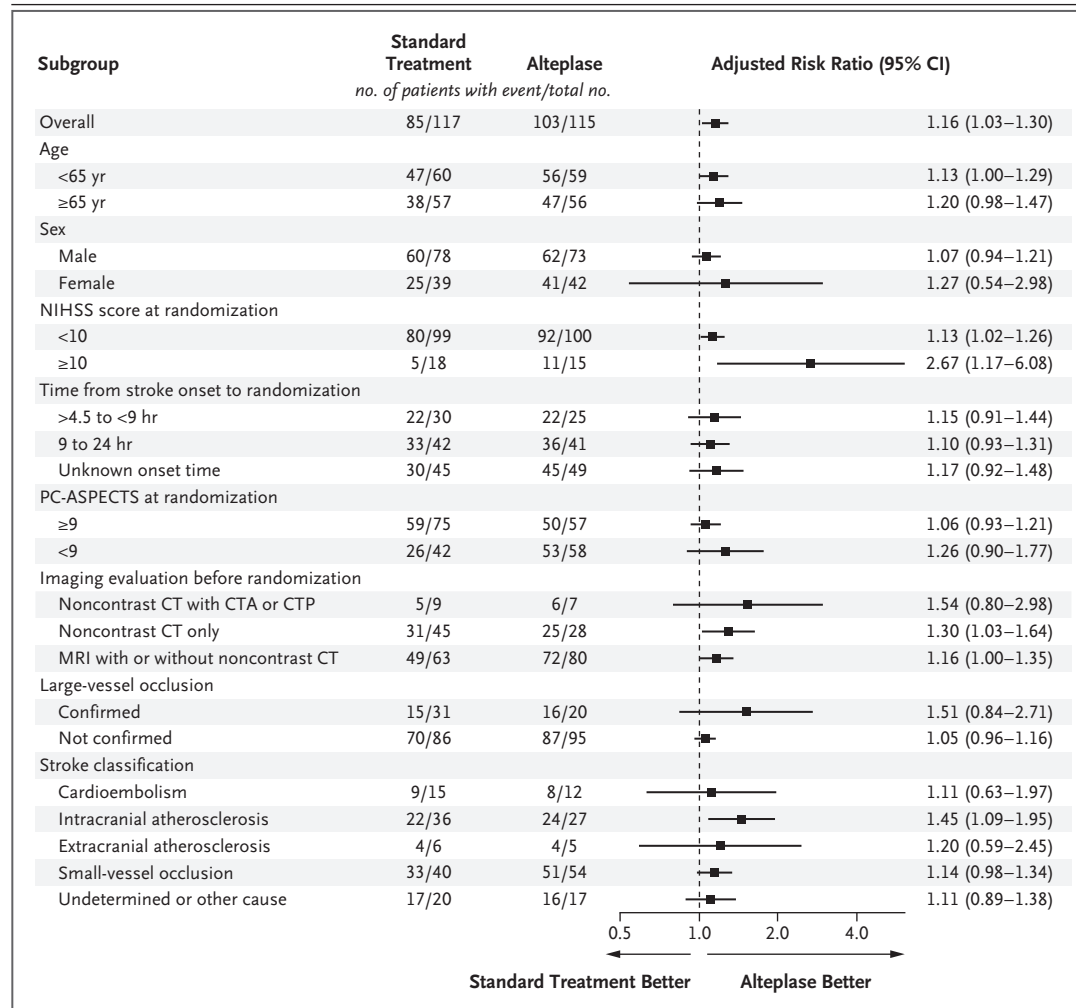 Subgroup Standard Treatment Alteplase Adjusted Risk Ratio (95% CI)
no. of patients with event/total no.
Overall 85/117 103/115 1.16 (1.03–1.30)
Age
<65 yr 47/60 56/59 1.13 (1.00–1.29)
≥65 yr 38/57 47/56 1.20 (0.98–1.47)
Sex
Male 60/78 62/73 1.07 (0.94–1.21)
Female 25/39 41/42 1.27 (0.54–2.98)
NIHSS score at randomization
<10 80/99 92/100 1.13 (1.02–1.26)
≥10 5/18 11/15 2.67 (1.17–6.08)
Time from stroke onset to randomization
>4.5 to <9 hr 22/30 22/25 1.15 (0.91–1.44)
9 to 24 hr 33/42 36/41 1.10 (0.93–1.31)
Unknown onset time 30/45 45/49 1.17 (0.92–1.48)
PC-ASPECTS at randomization
≥9 59/75 50/57 1.06 (0.93–1.21)
<9 26/42 53/58 1.26 (0.90–1.77)
Imaging evaluation before randomization
Noncontrast CT with CTA or CTP 5/9 6/7 1.54 (0.80–2.98)
Noncontrast CT only 31/45 25/28 1.30 (1.03–1.64)
MRI with or without noncontrast CT 49/63 72/80 1.16 (1.00–1.35)
Large-vessel occlusion
Confirmed 15/31 16/20 1.51 (0.84–2.71)
Not confirmed 70/86 87/95 1.05 (0.96–1.16)
Stroke classification
Cardioembolism 9/15 8/12 1.11 (0.63–1.97)
Intracranial atherosclerosis 22/36 24/27 1.45 (1.09–1.95)
Extracranial atherosclerosis 4/6 4/5 1.20 (0.59–2.45)
Small-vessel occlusion 33/40 51/54 1.14 (0.98–1.34)
Undetermined or other cause 17/20 16/17 1.11 (0.89–1.38)
0.5 1.0 2.0 4.0
Standard Treatment Better Alteplase Better